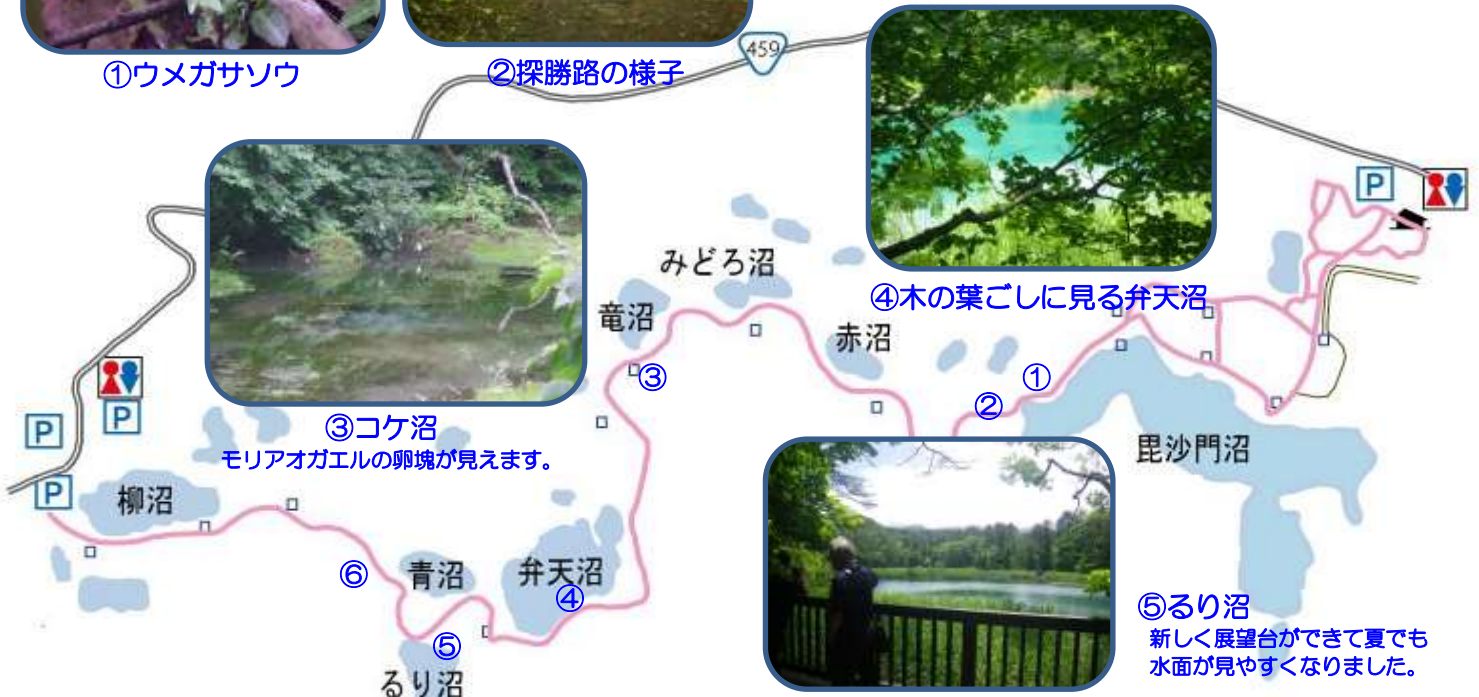 ①ウメガサソウ
②探勝路の様子
459
P
④木の葉ごしに見る弁天沼
みどろ沼
竜沼
赤沼
③
①
②
P
P
③コケ沼
モリアオガエルの卵塊が見えます。
毘沙門沼
P
柳沼
⑥
青沼
弁天沼
④
⑤
るり沼
⑤るり沼
新しく展望台ができて夏でも
水面が見やすくなりました。